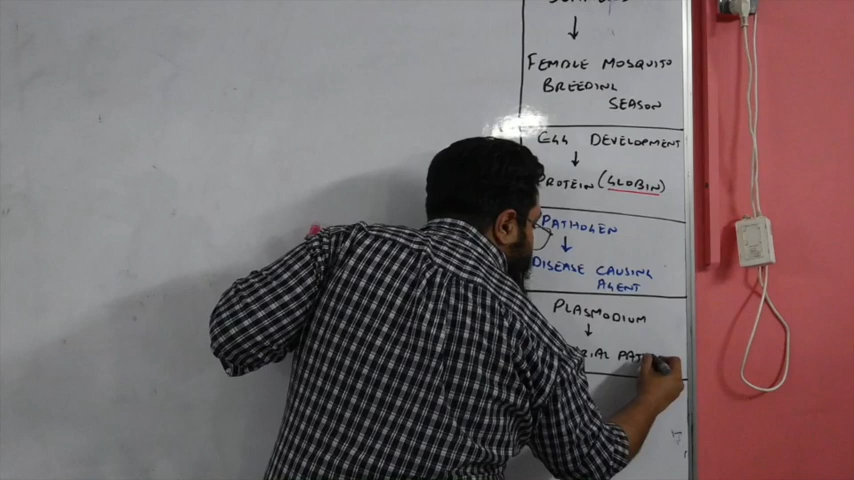 ↓
FEMALE MOSQUITO
BREEDING
SEASON
EGG DEVELOPMENT
↓
PROTEIN (GLOBIN)
PATHOGEN
↓
DISEASE CAUSING
AGENT
PLASMODIUM
↓